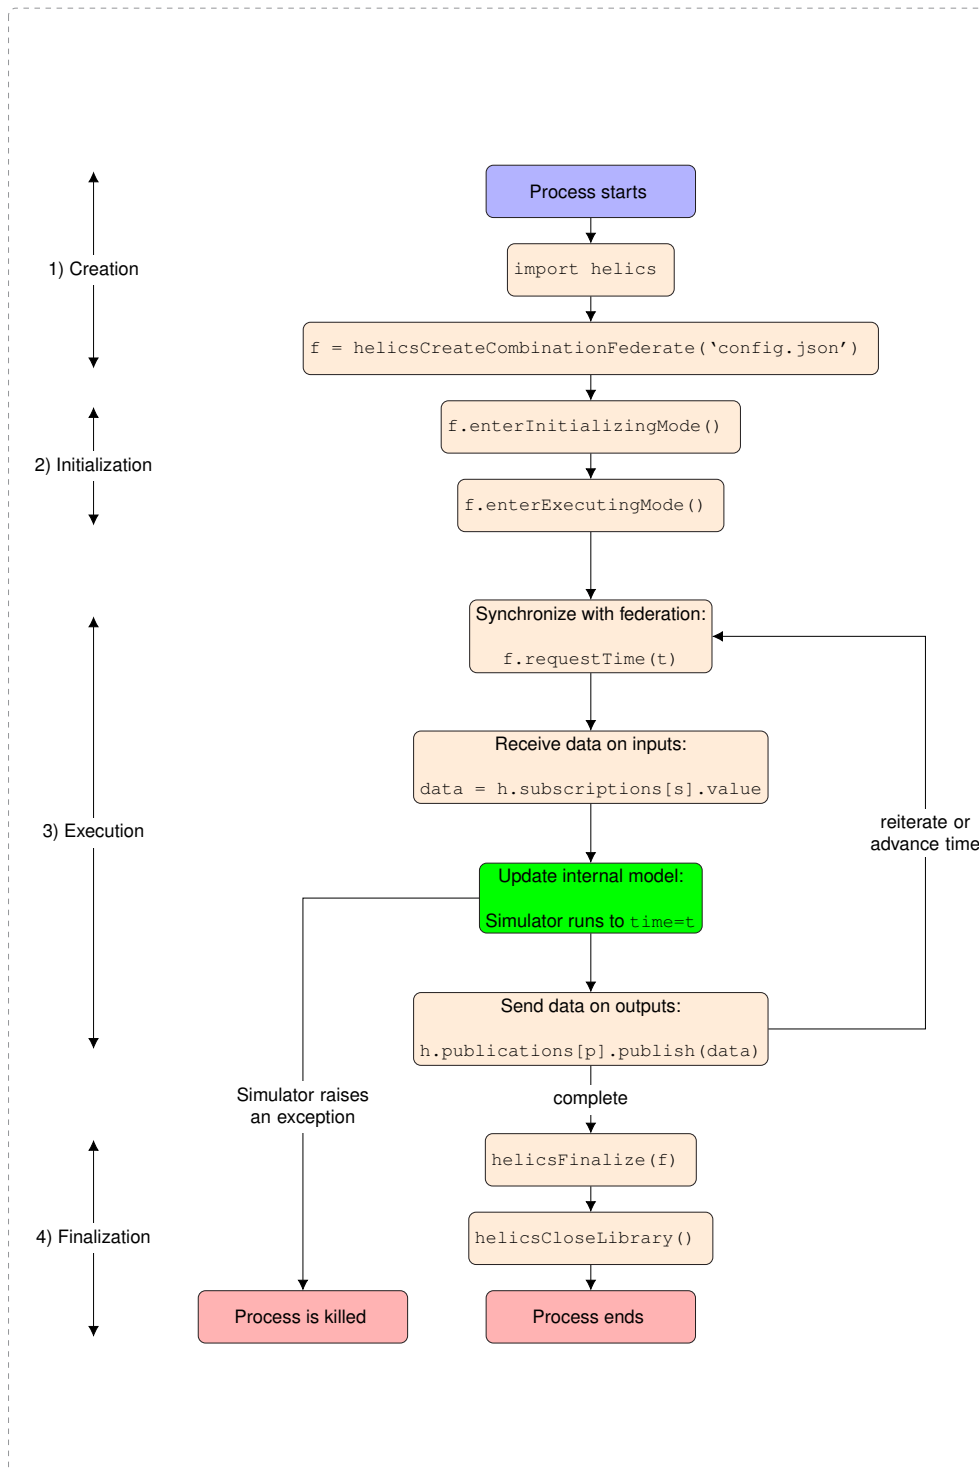 Process starts
1) Creation
import helics
f = helicsCreateCombinationFederate(‘config.json’)
f.enterInitializingMode()
2) Initialization
f.enterExecutingMode()
Synchronize with federation:
f.requestTime(t)
Receive data on inputs:
data = h.subscriptions[s].value
3) Execution
reiterate or
advance time
Update internal model:
Simulator runs to time=t
Send data on outputs:
h.publications[p].publish(data)
Simulator raises
an exception
complete
helicsFinalize(f)
4) Finalization
helicsCloseLibrary()
Process is killed
Process ends